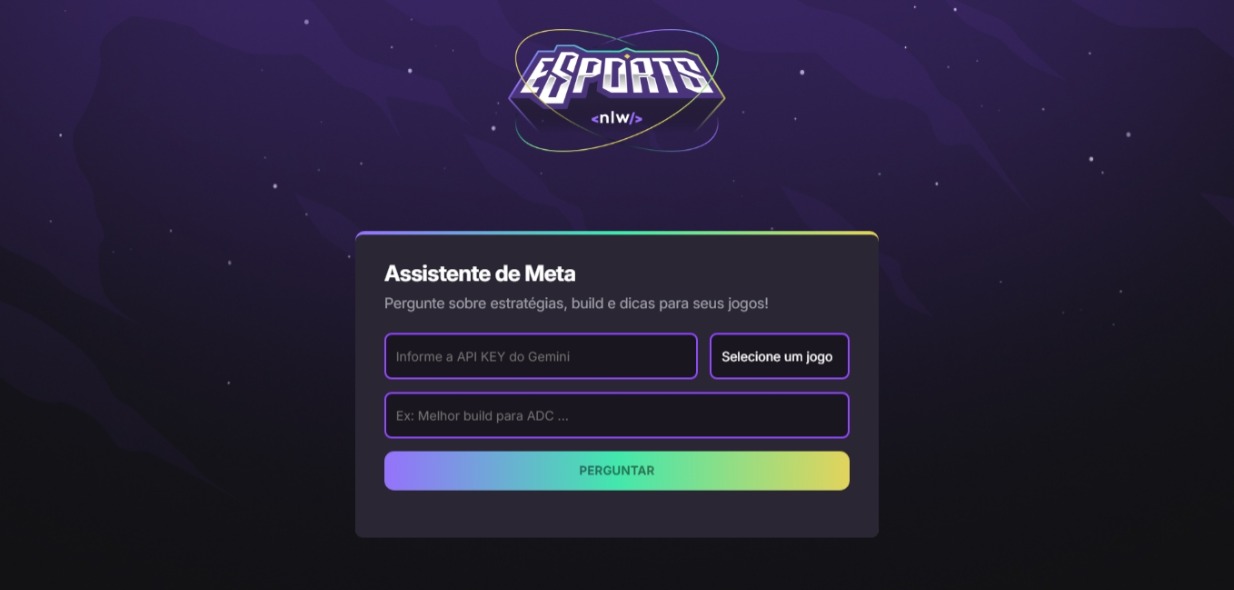 ESPORTS
<nlw/>
Assistente de Meta
Pergunte sobre estratégias, build e dicas para seus jogos!
Informe a API KEY do Gemini
Selecione um jogo
Ex: Melhor build para ADC ...
PERGUNTAR